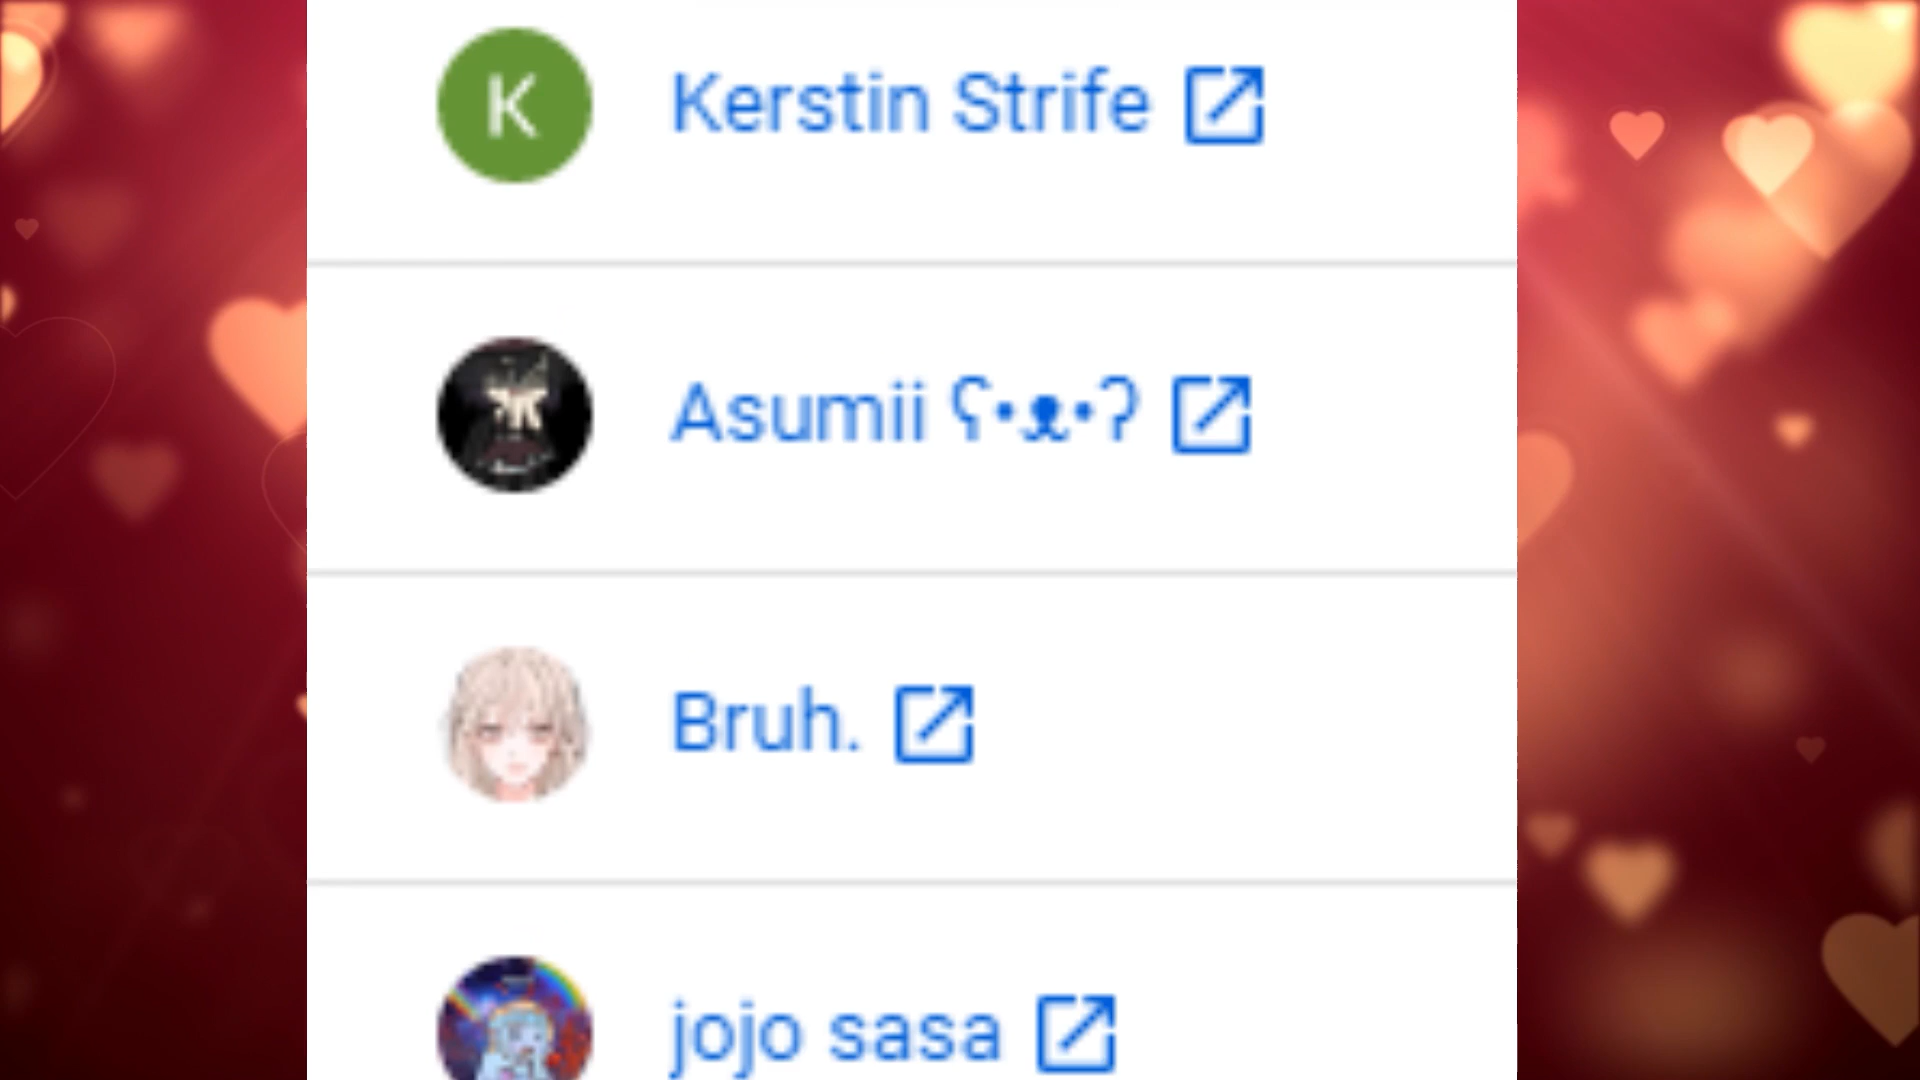 K Kerstin Strife
Asumii ʕ•ᴥ•ʔ
Bruh.
jojo sasa